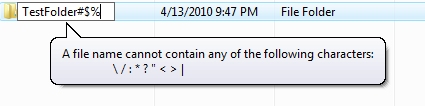 TestFolder#$% 4/13/2010 9:47 PM File Folder
A file name cannot contain any of the following characters:
\ / : * ? " < > |